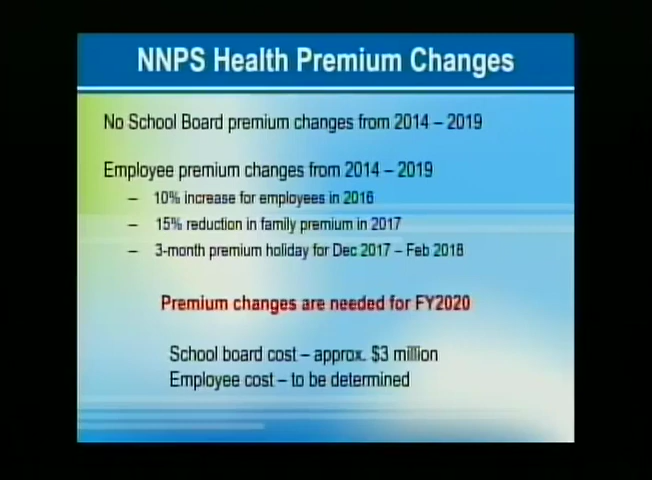 NNPS Health Premium Changes
No School Board premium changes from 2014 – 2019
Employee premium changes from 2014 – 2019
– 10% increase for employees in 2016
– 15% reduction in family premium in 2017
– 3-month premium holiday for Dec 2017 – Feb 2018
Premium changes are needed for FY2020
School board cost – approx. $3 million
Employee cost – to be determined